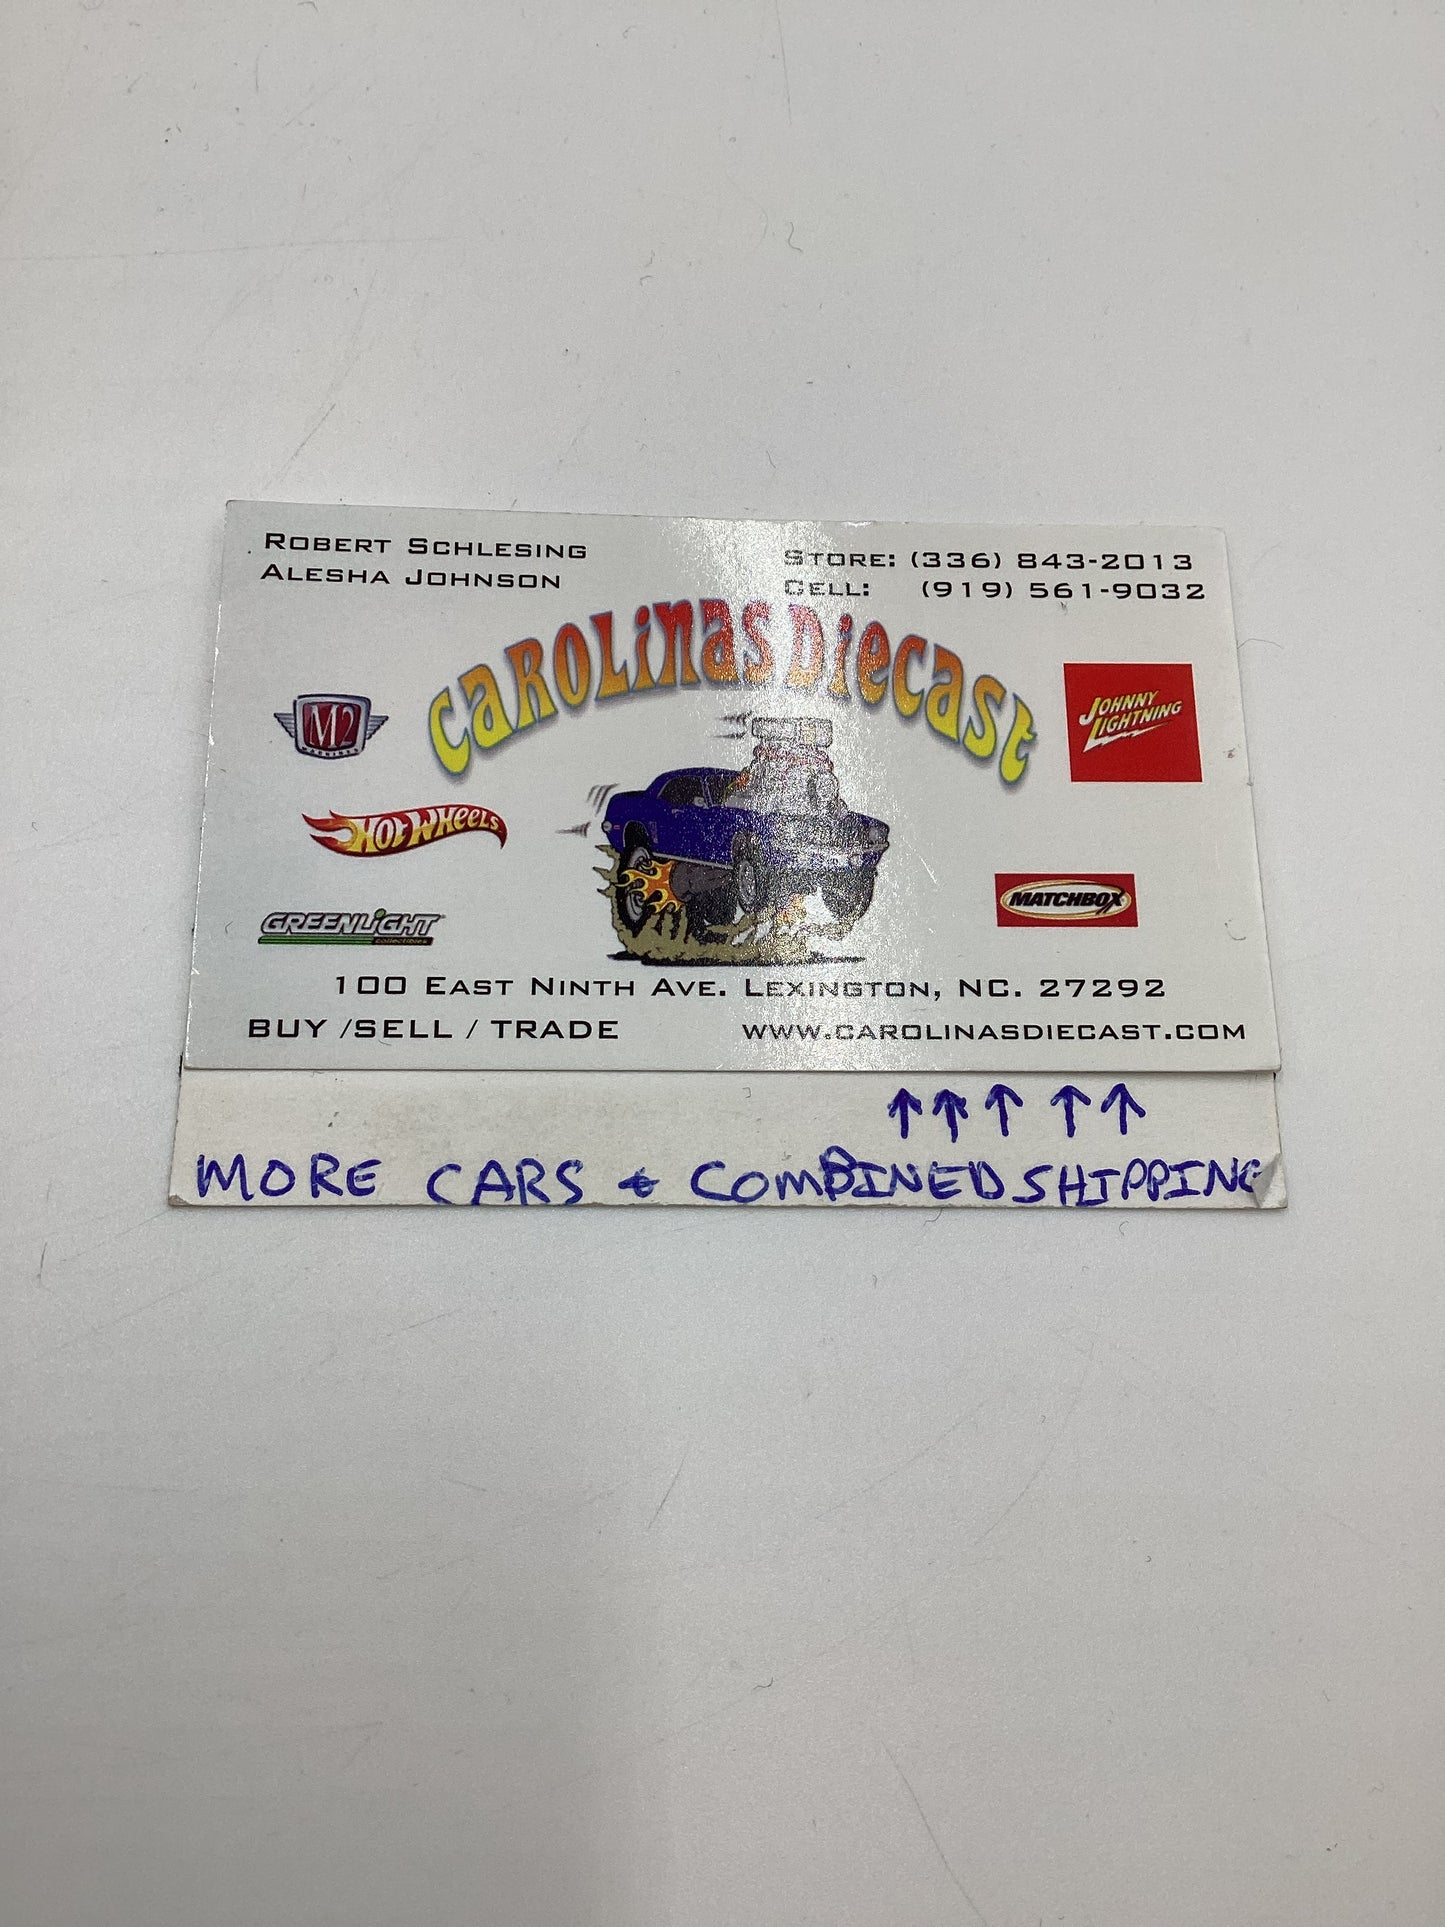 ROBERT SCHLESING
ALESHA JOHNSON
STORE: (336) 843-2013
CELL: (919) 561-9032
CAROLINAS DIECAST
M2
MACHINES
JOHNNY
LIGHTNING
HOT WHEELS
MATCHBOX
GREENLIGHT
collectibles
100 EAST NINTH AVE. LEXINGTON, NC. 27292
BUY /SELL / TRADE
WWW.CAROLINASDIECAST.COM
↑ ↑ ↑ ↑ ↑
MORE CARS & COMBINED SHIPPING